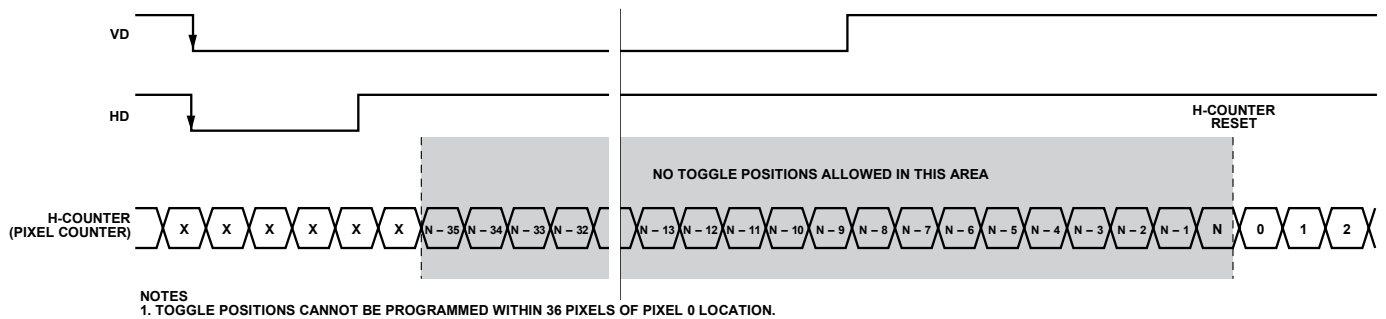 VD
HD
H-COUNTER
RESET
NO TOGGLE POSITIONS ALLOWED IN THIS AREA
H-COUNTER
(PIXEL COUNTER)
X X X X X X N – 35 N – 34 N – 33 N – 32 N – 13 N – 12 N – 11 N – 10 N – 9 N – 8 N – 7 N – 6 N – 5 N – 4 N – 3 N – 2 N – 1 N 0 1 2
NOTES
1. TOGGLE POSITIONS CANNOT BE PROGRAMMED WITHIN 36 PIXELS OF PIXEL 0 LOCATION.